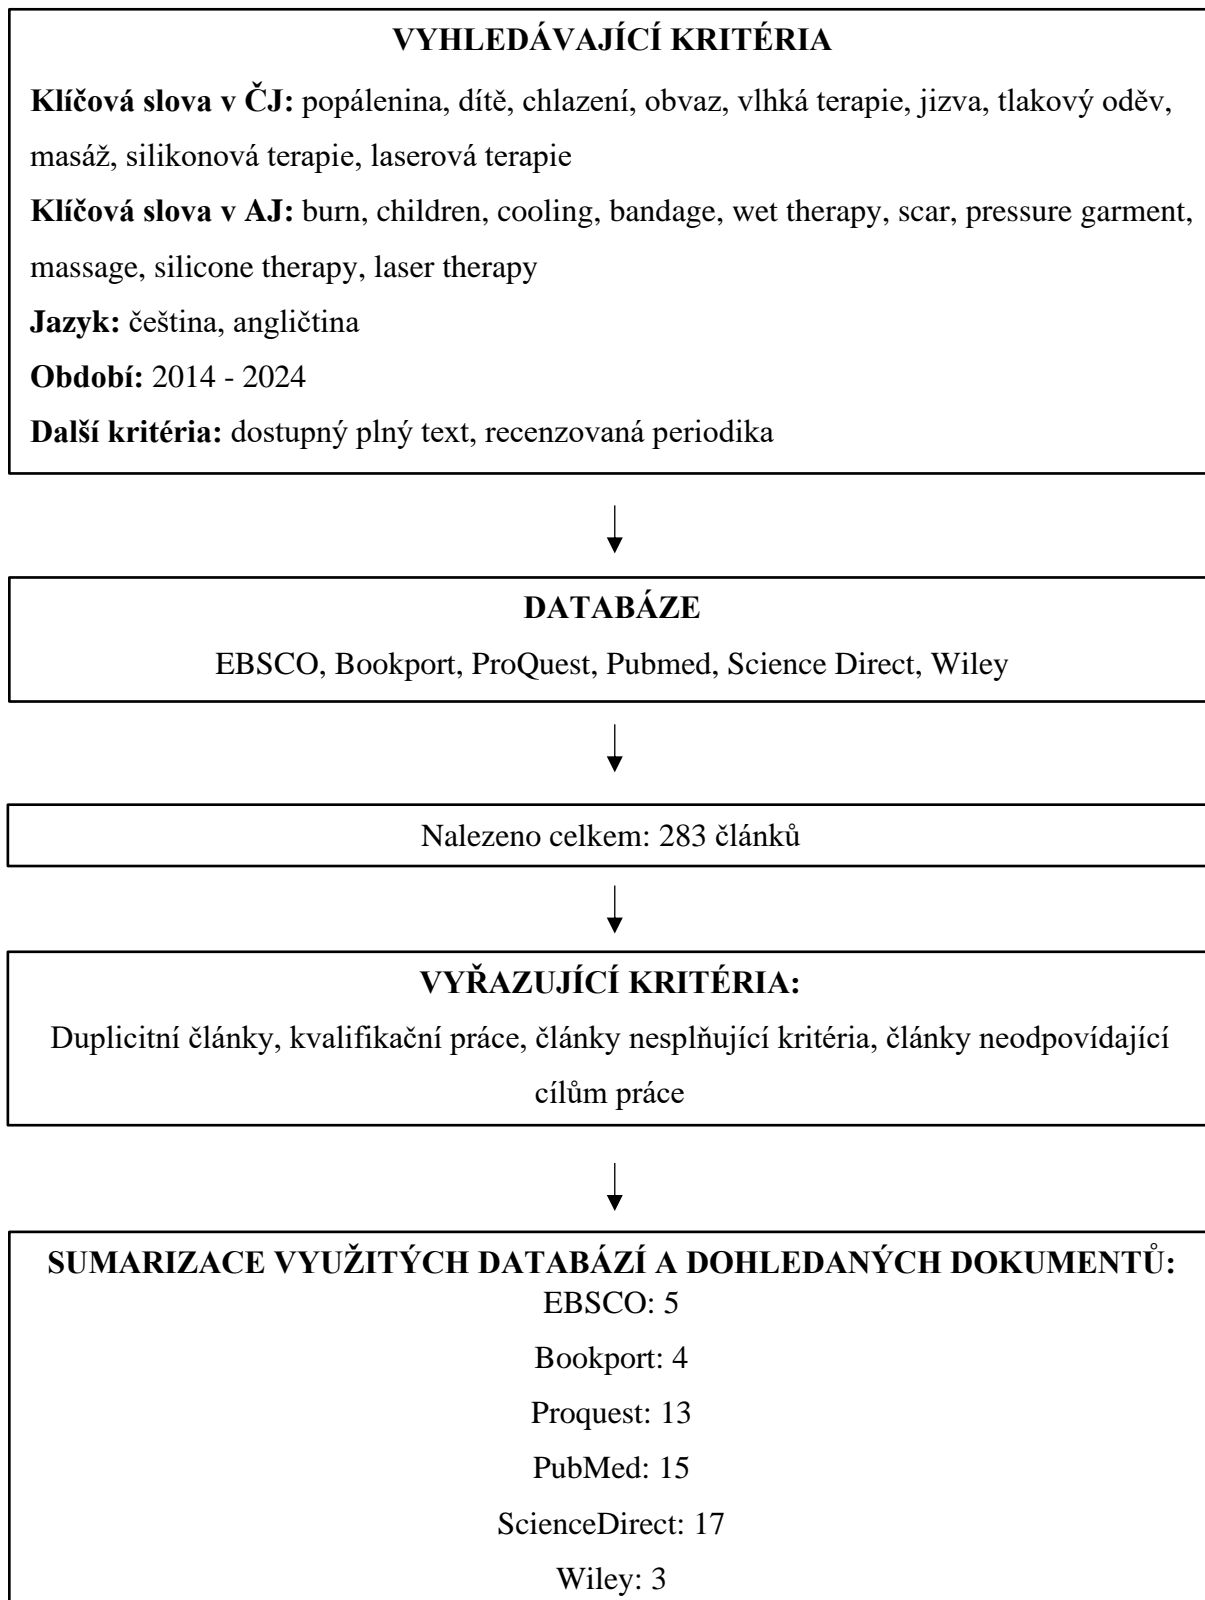 VYHLEDÁVAJÍCÍ KRITÉRIA
Klíčová slova v ČJ: popálenina, dítě, chlazení, obvaz, vlhká terapie, jizva, tlakový oděv,
masáž, silikonová terapie, laserová terapie
Klíčová slova v AJ: burn, children, cooling, bandage, wet therapy, scar, pressure garment,
massage, silicone therapy, laser therapy
Jazyk: čeština, angličtina
Období: 2014 - 2024
Další kritéria: dostupný plný text, recenzovaná periodika
DATABÁZE
EBSCO, Bookport, ProQuest, Pubmed, Science Direct, Wiley
Nalezeno celkem: 283 článků
VYŘAZUJÍCÍ KRITÉRIA:
Duplicitní články, kvalifikační práce, články nesplňující kritéria, články neodpovídající
cílům práce
SUMARIZACE VYUŽITÝCH DATABÁZÍ A DOHLEDANÝCH DOKUMENTŮ:
EBSCO: 5
Bookport: 4
Proquest: 13
PubMed: 15
ScienceDirect: 17
Wiley: 3